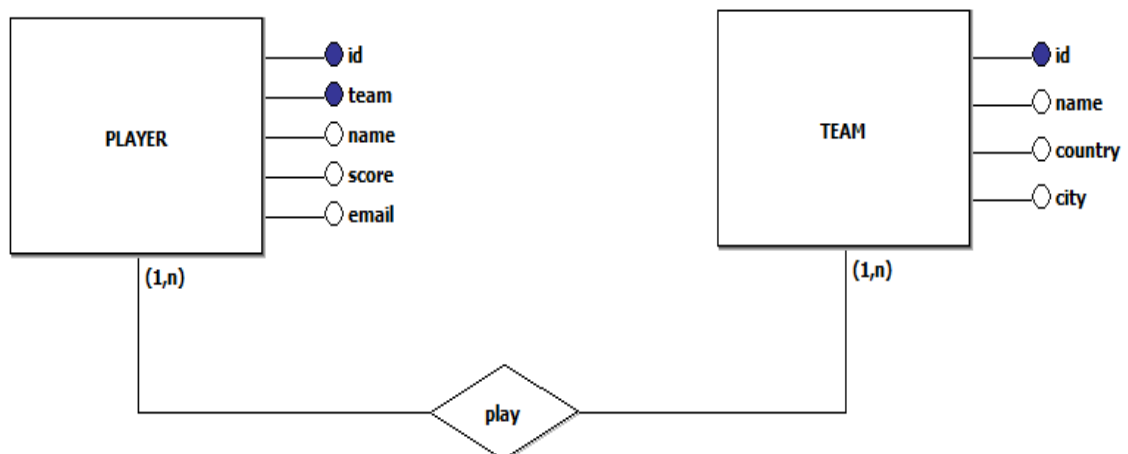 PLAYER
id
team
name
score
email
(1,n)
TEAM
id
name
country
city
(1,n)
play